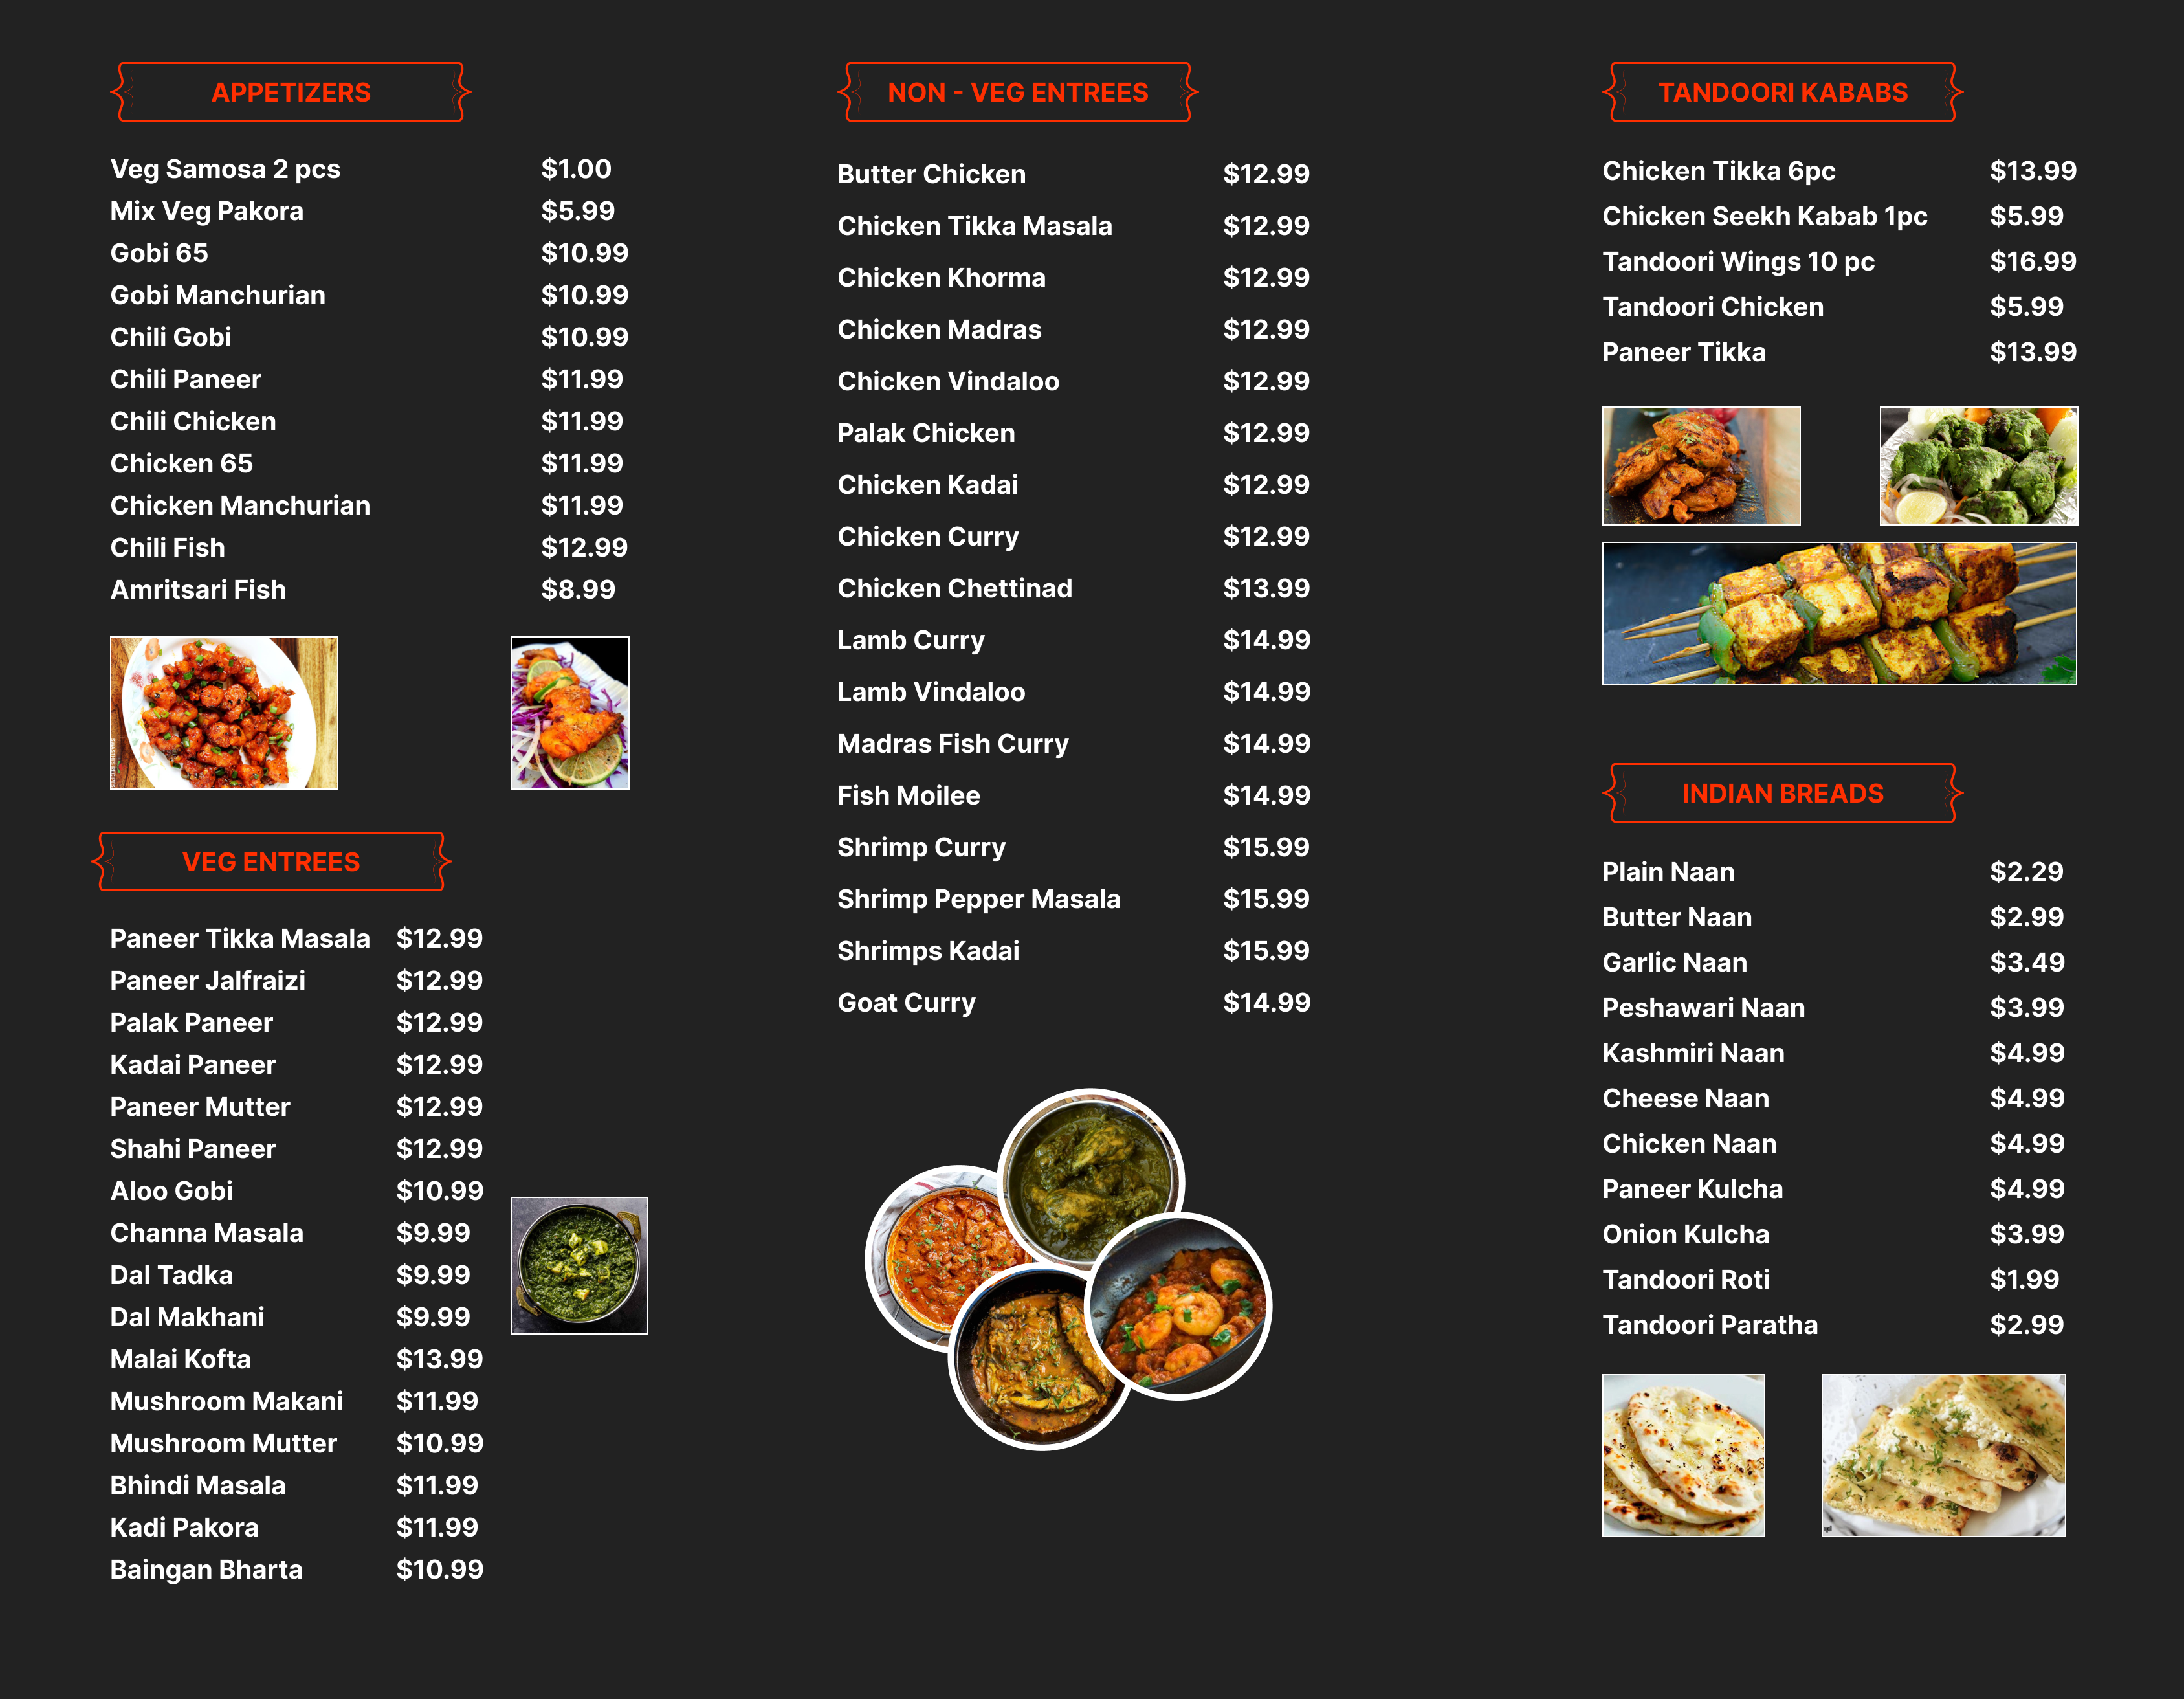 APPETIZERS
Veg Samosa 2 pcs $1.00
Mix Veg Pakora $5.99
Gobi 65 $10.99
Gobi Manchurian $10.99
Chili Gobi $10.99
Chili Paneer $11.99
Chili Chicken $11.99
Chicken 65 $11.99
Chicken Manchurian $11.99
Chili Fish $12.99
Amritsari Fish $8.99
VEG ENTREES
Paneer Tikka Masala $12.99
Paneer Jalfraizi $12.99
Palak Paneer $12.99
Kadai Paneer $12.99
Paneer Mutter $12.99
Shahi Paneer $12.99
Aloo Gobi $10.99
Channa Masala $9.99
Dal Tadka $9.99
Dal Makhani $9.99
Malai Kofta $13.99
Mushroom Makani $11.99
Mushroom Mutter $10.99
Bhindi Masala $11.99
Kadi Pakora $11.99
Baingan Bharta $10.99
NON - VEG ENTREES
Butter Chicken $12.99
Chicken Tikka Masala $12.99
Chicken Khorma $12.99
Chicken Madras $12.99
Chicken Vindaloo $12.99
Palak Chicken $12.99
Chicken Kadai $12.99
Chicken Curry $12.99
Chicken Chettinad $13.99
Lamb Curry $14.99
Lamb Vindaloo $14.99
Madras Fish Curry $14.99
Fish Moilee $14.99
Shrimp Curry $15.99
Shrimp Pepper Masala $15.99
Shrimps Kadai $15.99
Goat Curry $14.99
TANDOORI KABABS
Chicken Tikka 6pc $13.99
Chicken Seekh Kabab 1pc $5.99
Tandoori Wings 10 pc $16.99
Tandoori Chicken $5.99
Paneer Tikka $13.99
INDIAN BREADS
Plain Naan $2.29
Butter Naan $2.99
Garlic Naan $3.49
Peshawari Naan $3.99
Kashmiri Naan $4.99
Cheese Naan $4.99
Chicken Naan $4.99
Paneer Kulcha $4.99
Onion Kulcha $3.99
Tandoori Roti $1.99
Tandoori Paratha $2.99